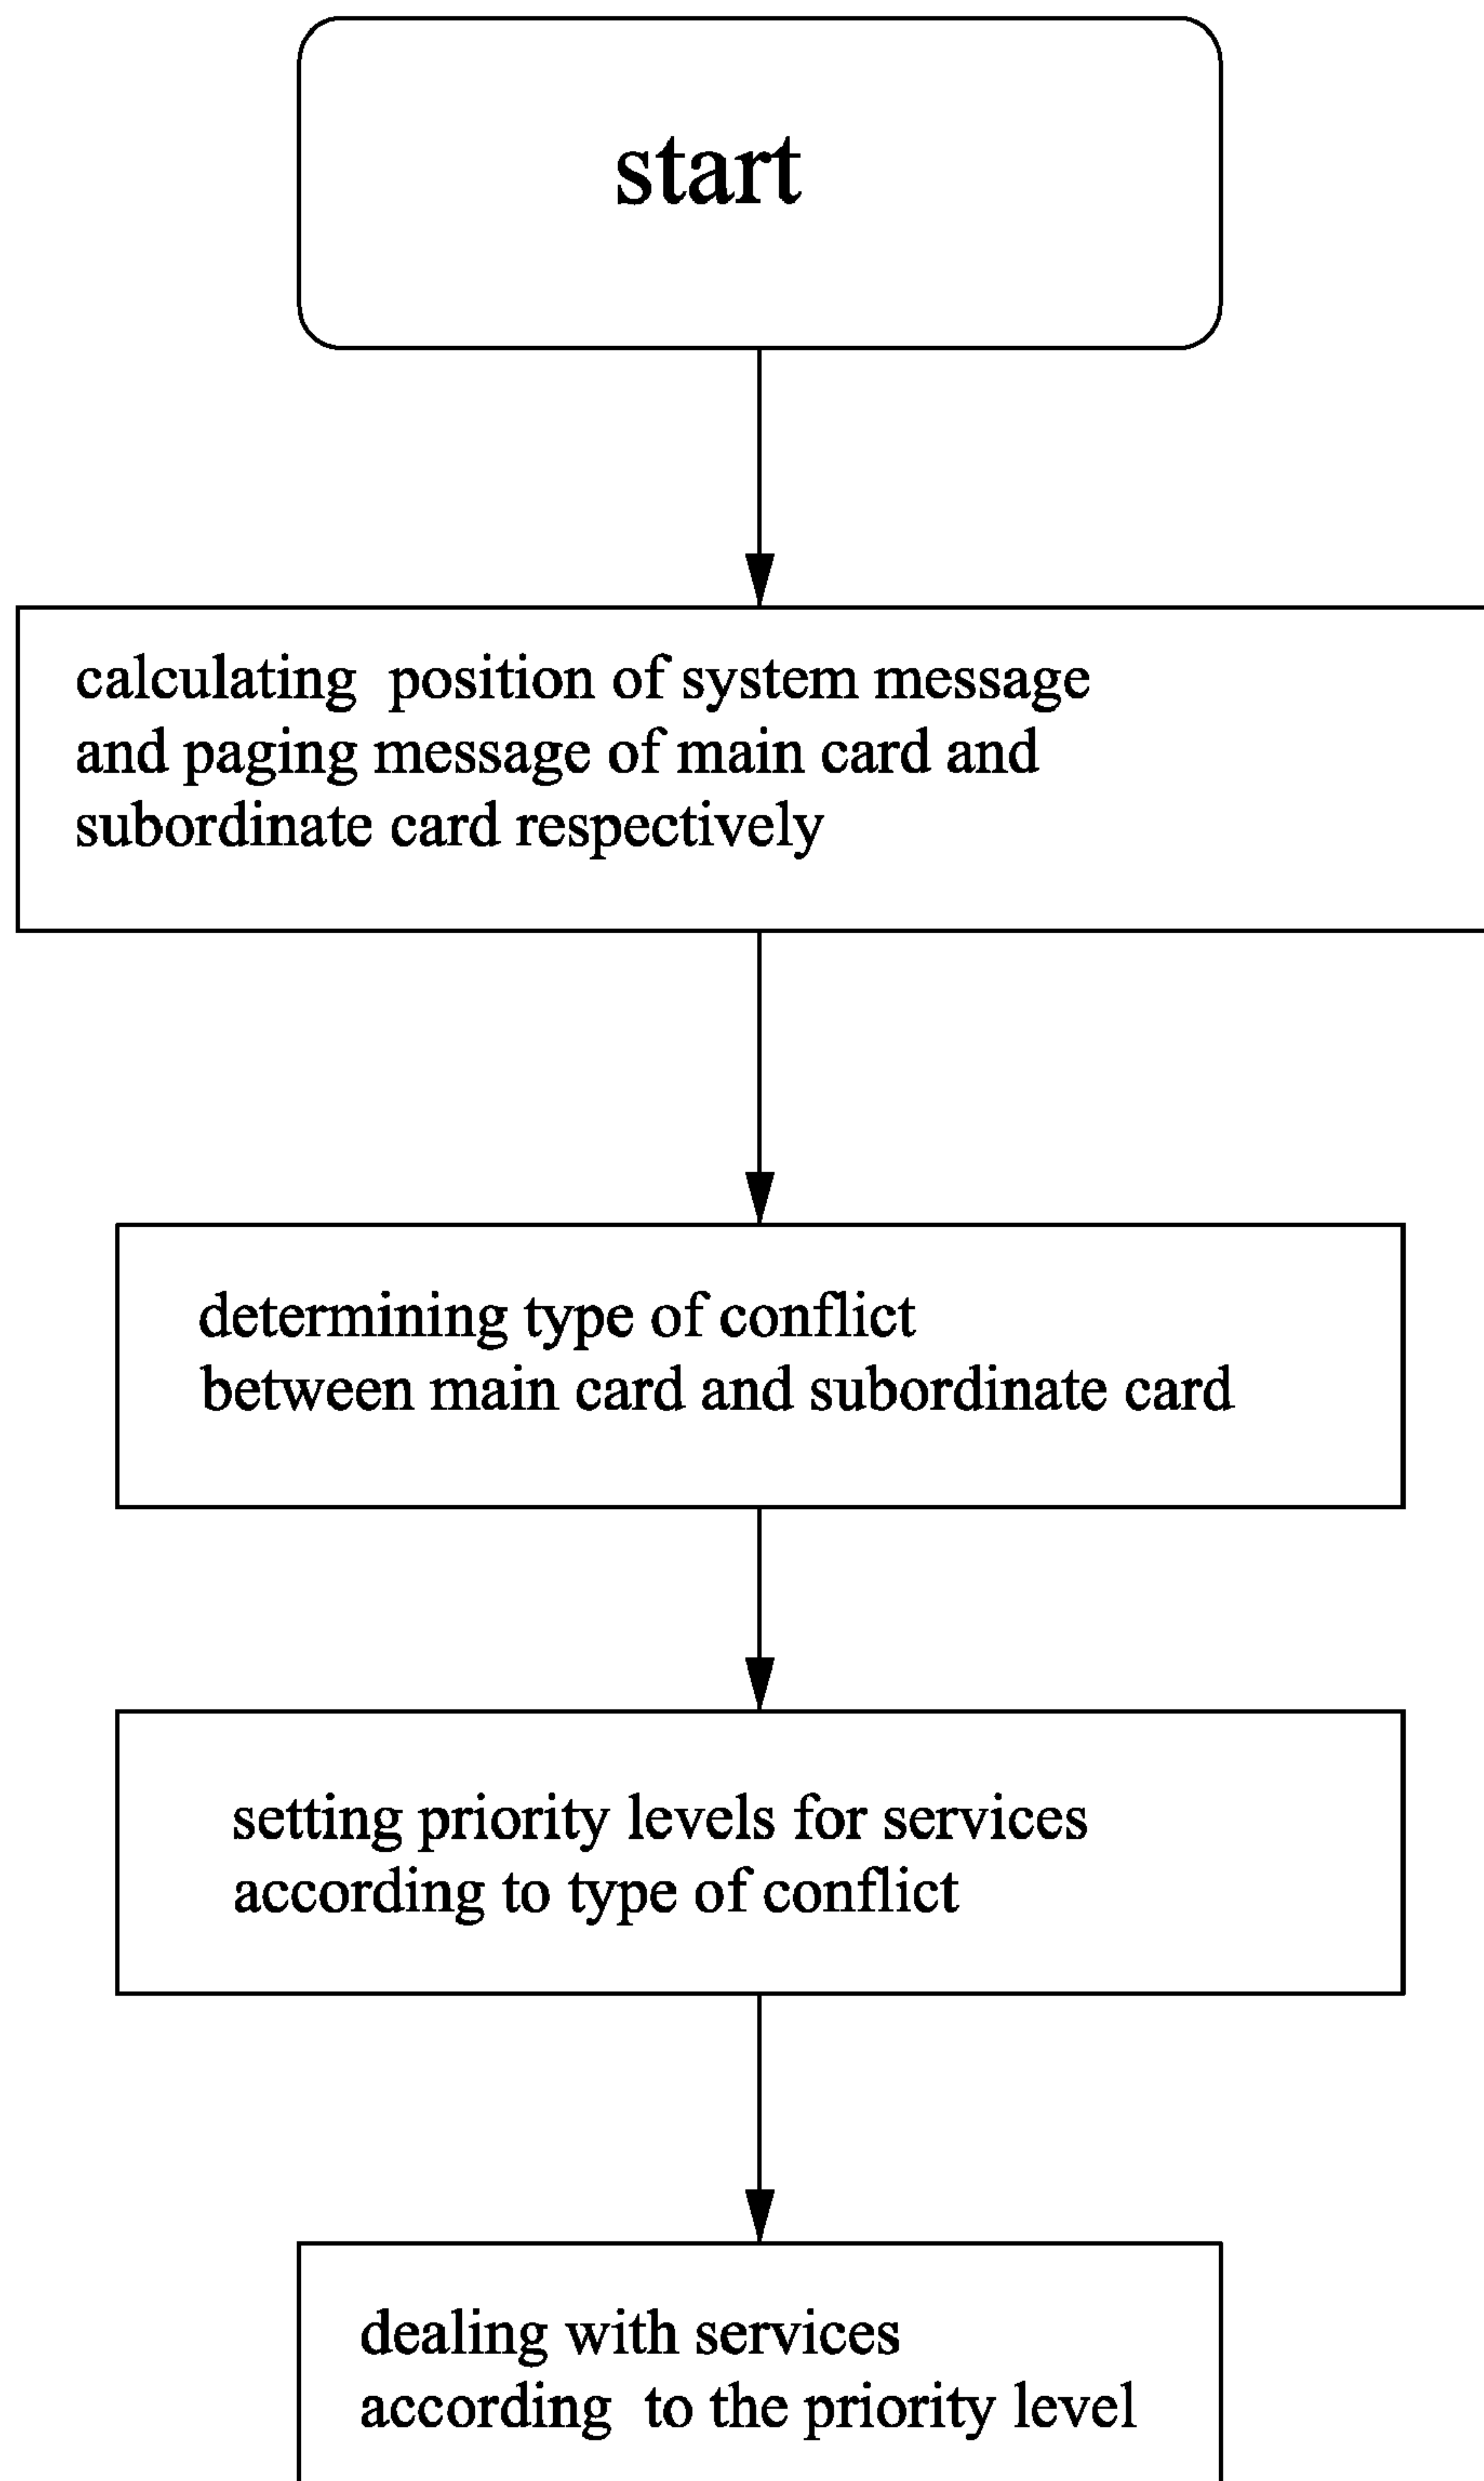 start
calculating position of system message
and paging message of main card and
subordinate card respectively
determining type of conflict
between main card and subordinate card
setting priority levels for services
according to type of conflict
dealing with services
according to the priority level